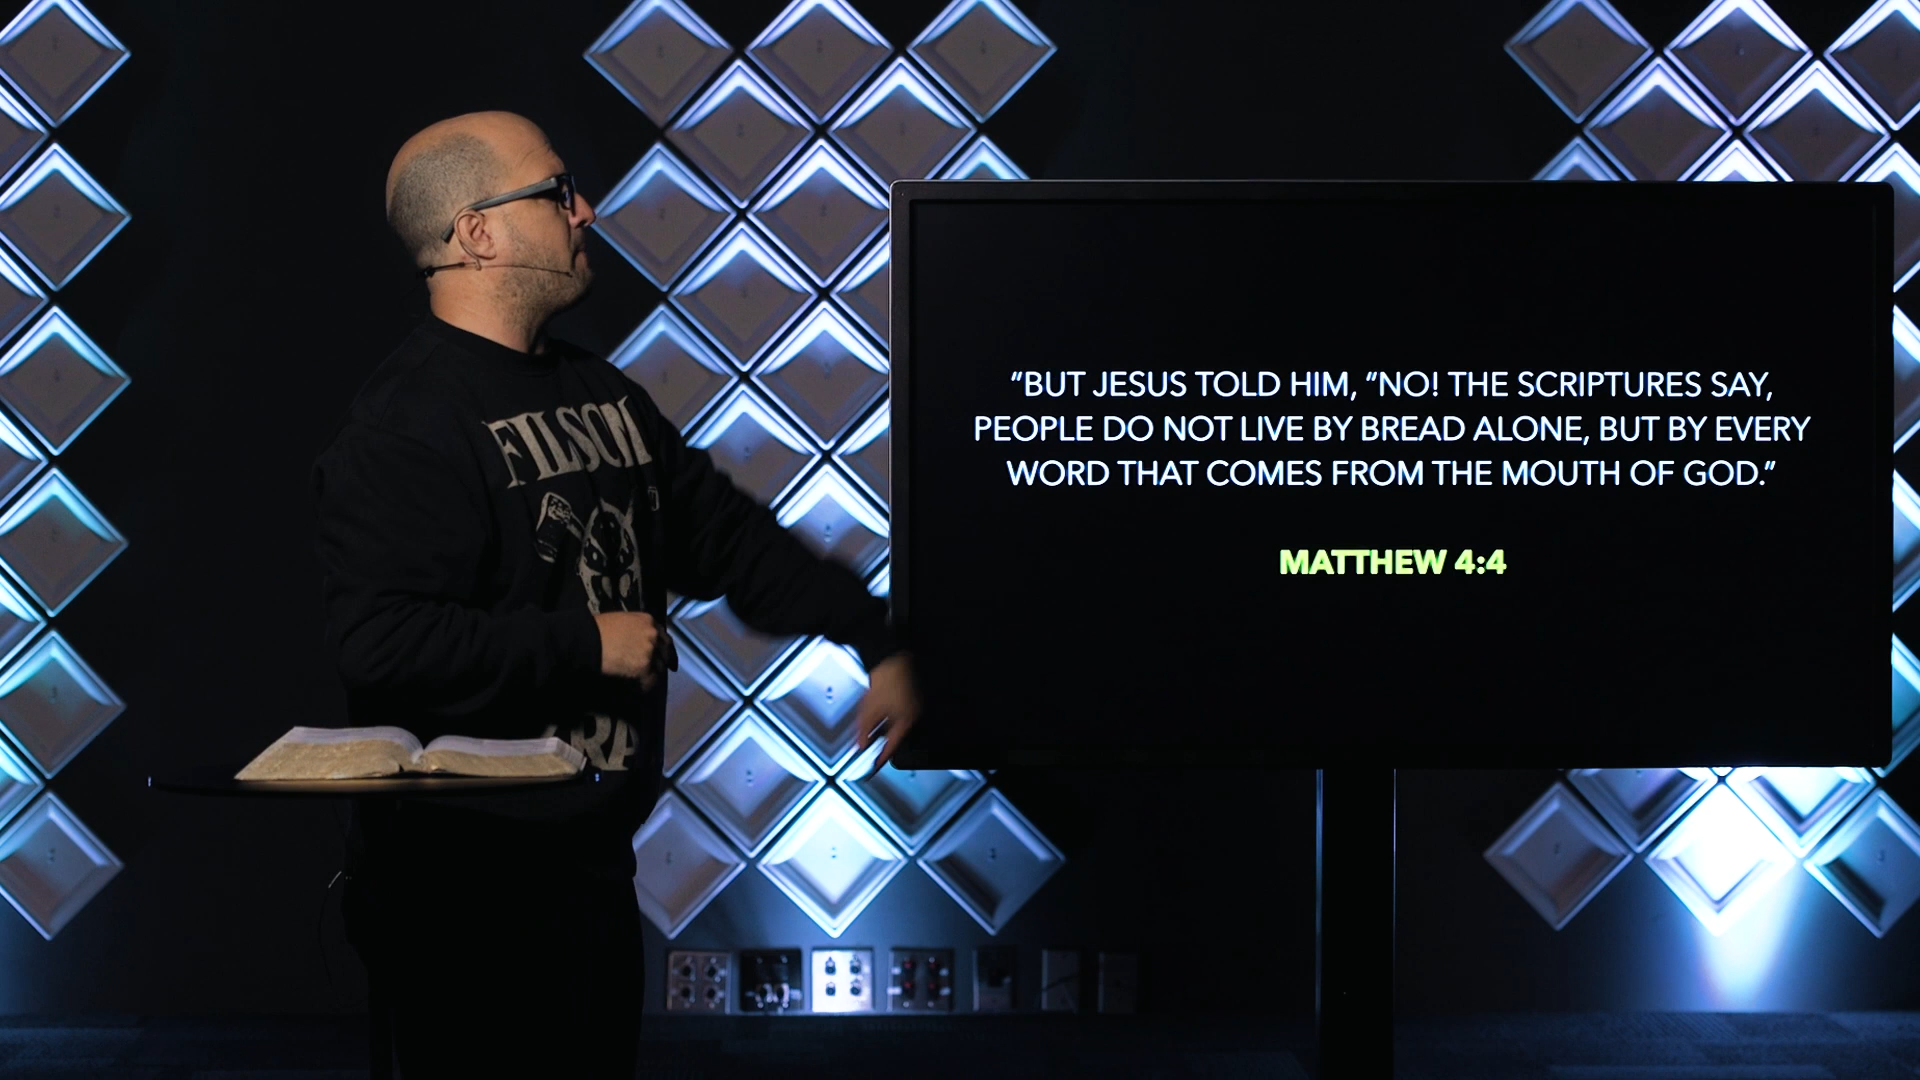 FILSON
“BUT JESUS TOLD HIM, “NO! THE SCRIPTURES SAY,
PEOPLE DO NOT LIVE BY BREAD ALONE, BUT BY EVERY
WORD THAT COMES FROM THE MOUTH OF GOD.”
MATTHEW 4:4